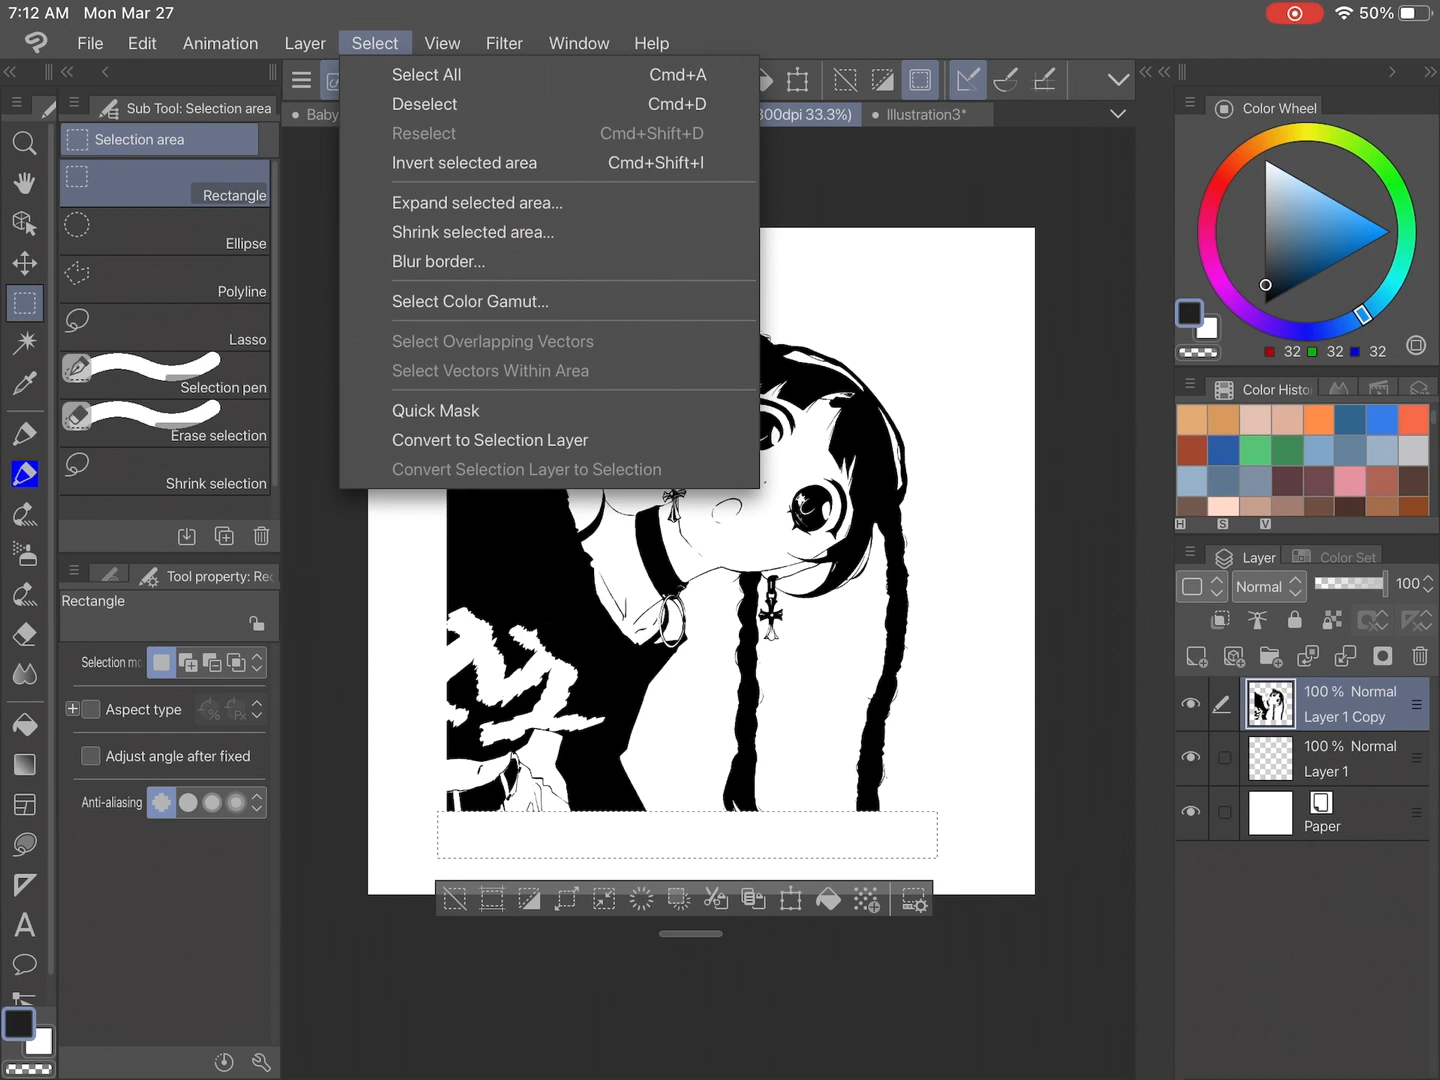 7:12 AM Mon Mar 27
50%
File Edit Animation Layer Select View Filter Window Help
Sub Tool: Selection area
Selection area
Rectangle
Ellipse
Polyline
Lasso
Selection pen
Erase selection
Shrink selection
Tool property: Rec
Rectangle
Selection mo
Aspect type
Adjust angle after fixed
Anti-aliasing
Select All Cmd+A
Deselect Cmd+D
Reselect Cmd+Shift+D
Invert selected area Cmd+Shift+I
Expand selected area...
Shrink selected area...
Blur border...
Select Color Gamut...
Select Overlapping Vectors
Select Vectors Within Area
Quick Mask
Convert to Selection Layer
Convert Selection Layer to Selection
Baby
00dpi 33.3%)
Illustration3*
Color Wheel
32 32 32
Color Histo
H S V
Layer
Color Set
Normal 100
100 % Normal
Layer 1 Copy
100 % Normal
Layer 1
Paper